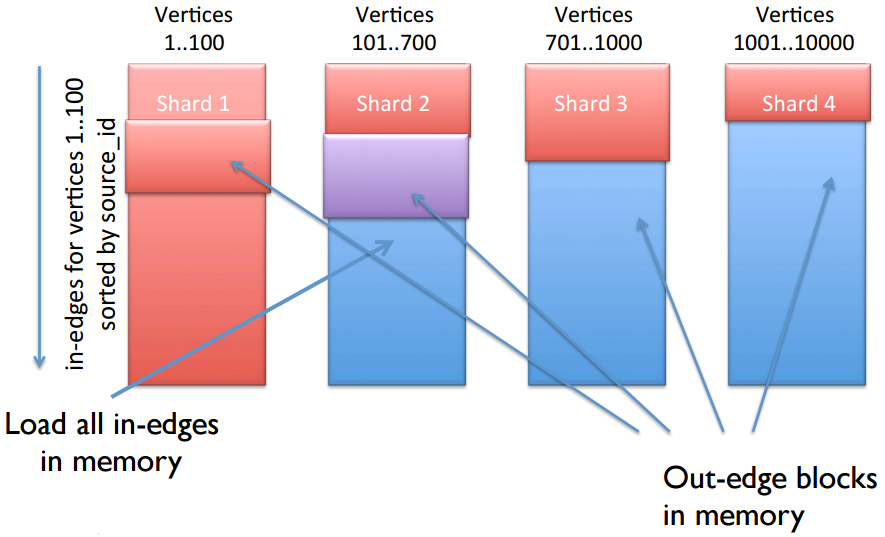 Vertices
1..100
Vertices
101..700
Vertices
701..1000
Vertices
1001..10000
Shard 1
Shard 2
Shard 3
Shard 4
in-edges for vertices 1..100
sorted by source_id
Load all in-edges
in memory
Out-edge blocks
in memory